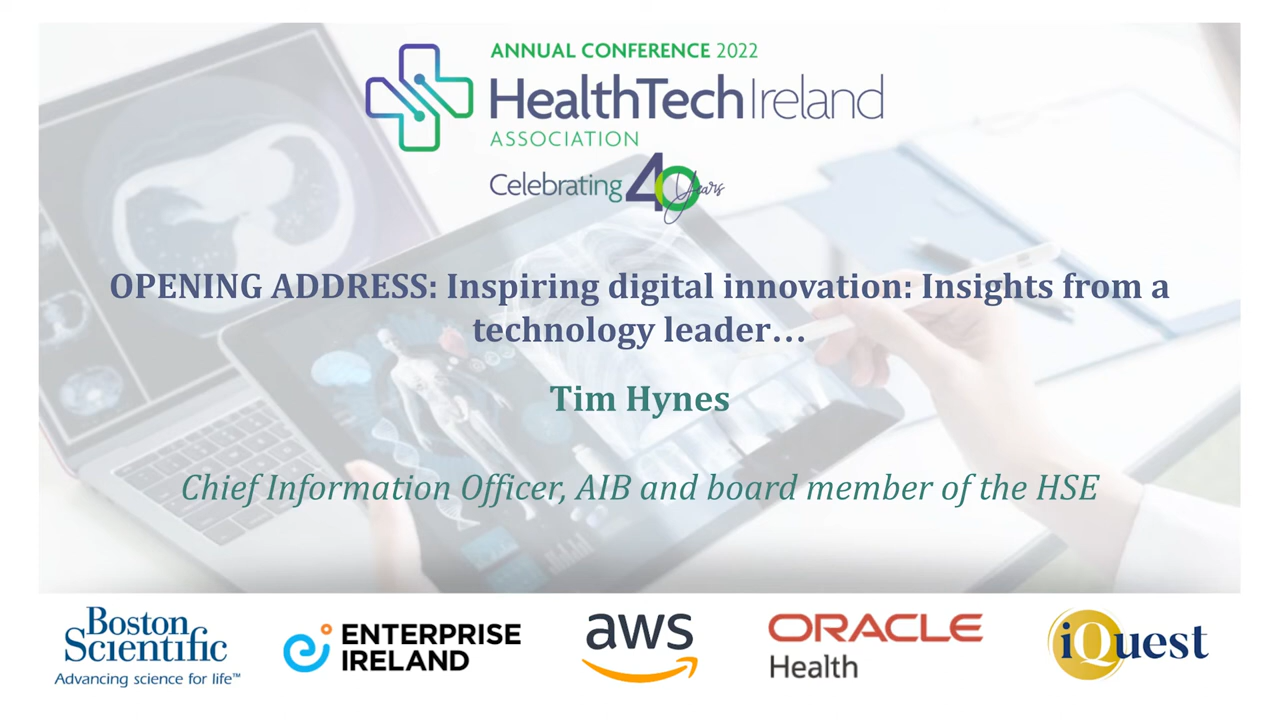 ANNUAL CONFERENCE 2022
HealthTechIreland
ASSOCIATION
Celebrating 40 years
OPENING ADDRESS: Inspiring digital innovation: Insights from a
technology leader…
Tim Hynes
Chief Information Officer, AIB and board member of the HSE
Boston
Scientific
Advancing science for life™
ENTERPRISE
IRELAND
aws
ORACLE
Health
iQuest